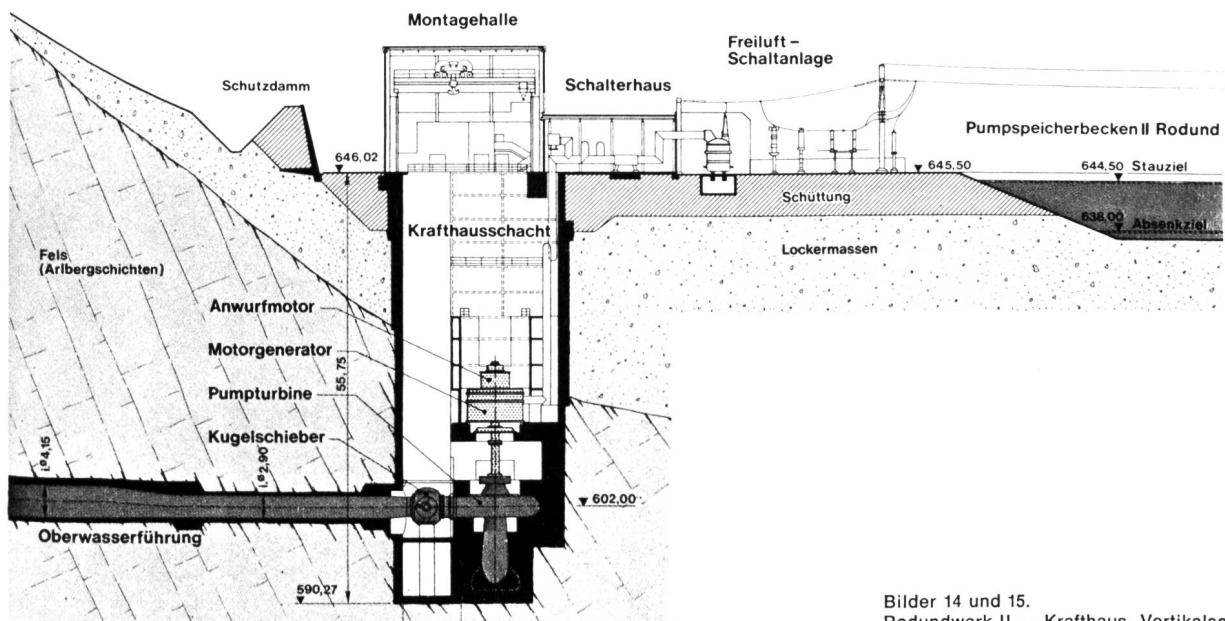 Montagehalle
Freiluft –
Schaltanlage
Schutzdamm
Schalterhaus
Pumpspeicherbecken II Rodund
646,02
645,50
644,50 Stauziel
Schüttung
638,00 Absenkziel
Krafthausschacht
Lockermassen
Fels
(Arlbergschichten)
Anwurfmotor
Motorgenerator
55,75
Pumpturbine
Kugelschieber
i.ø4,15
i.ø2,90
602,00
Oberwasserführung
590,27
Bilder 14 und 15.